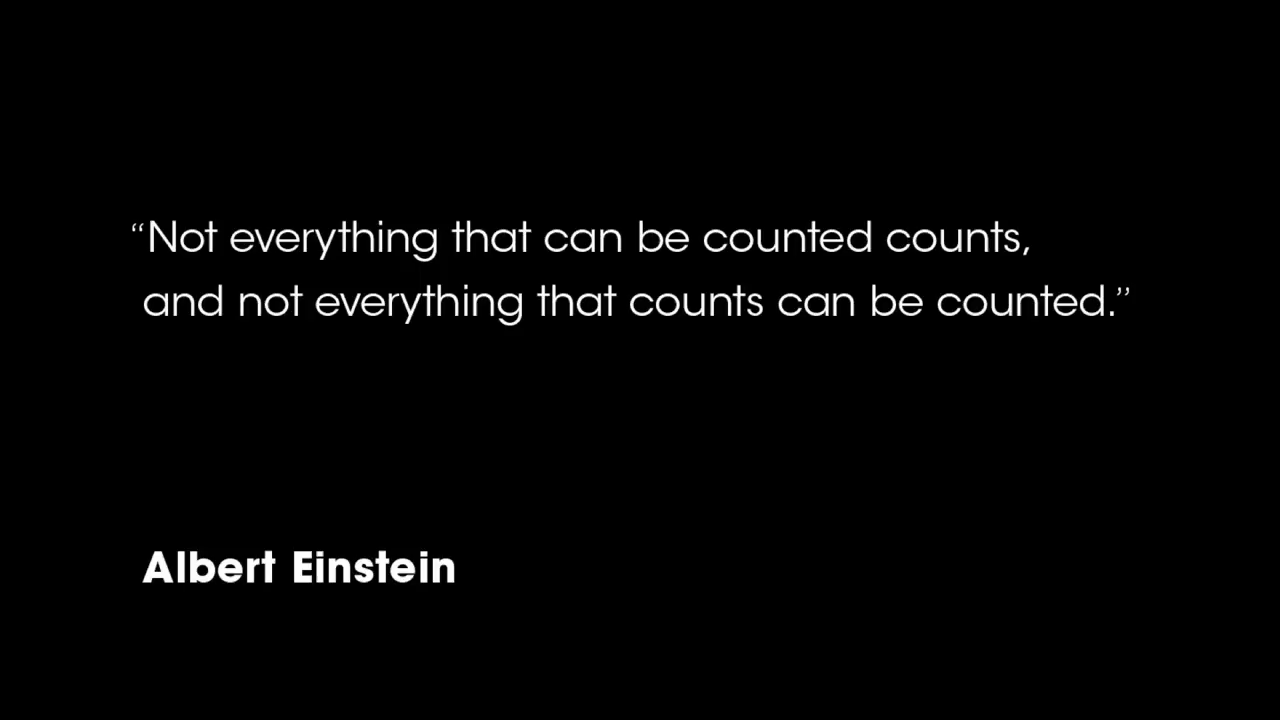 “Not everything that can be counted counts,
and not everything that counts can be counted.”
Albert Einstein